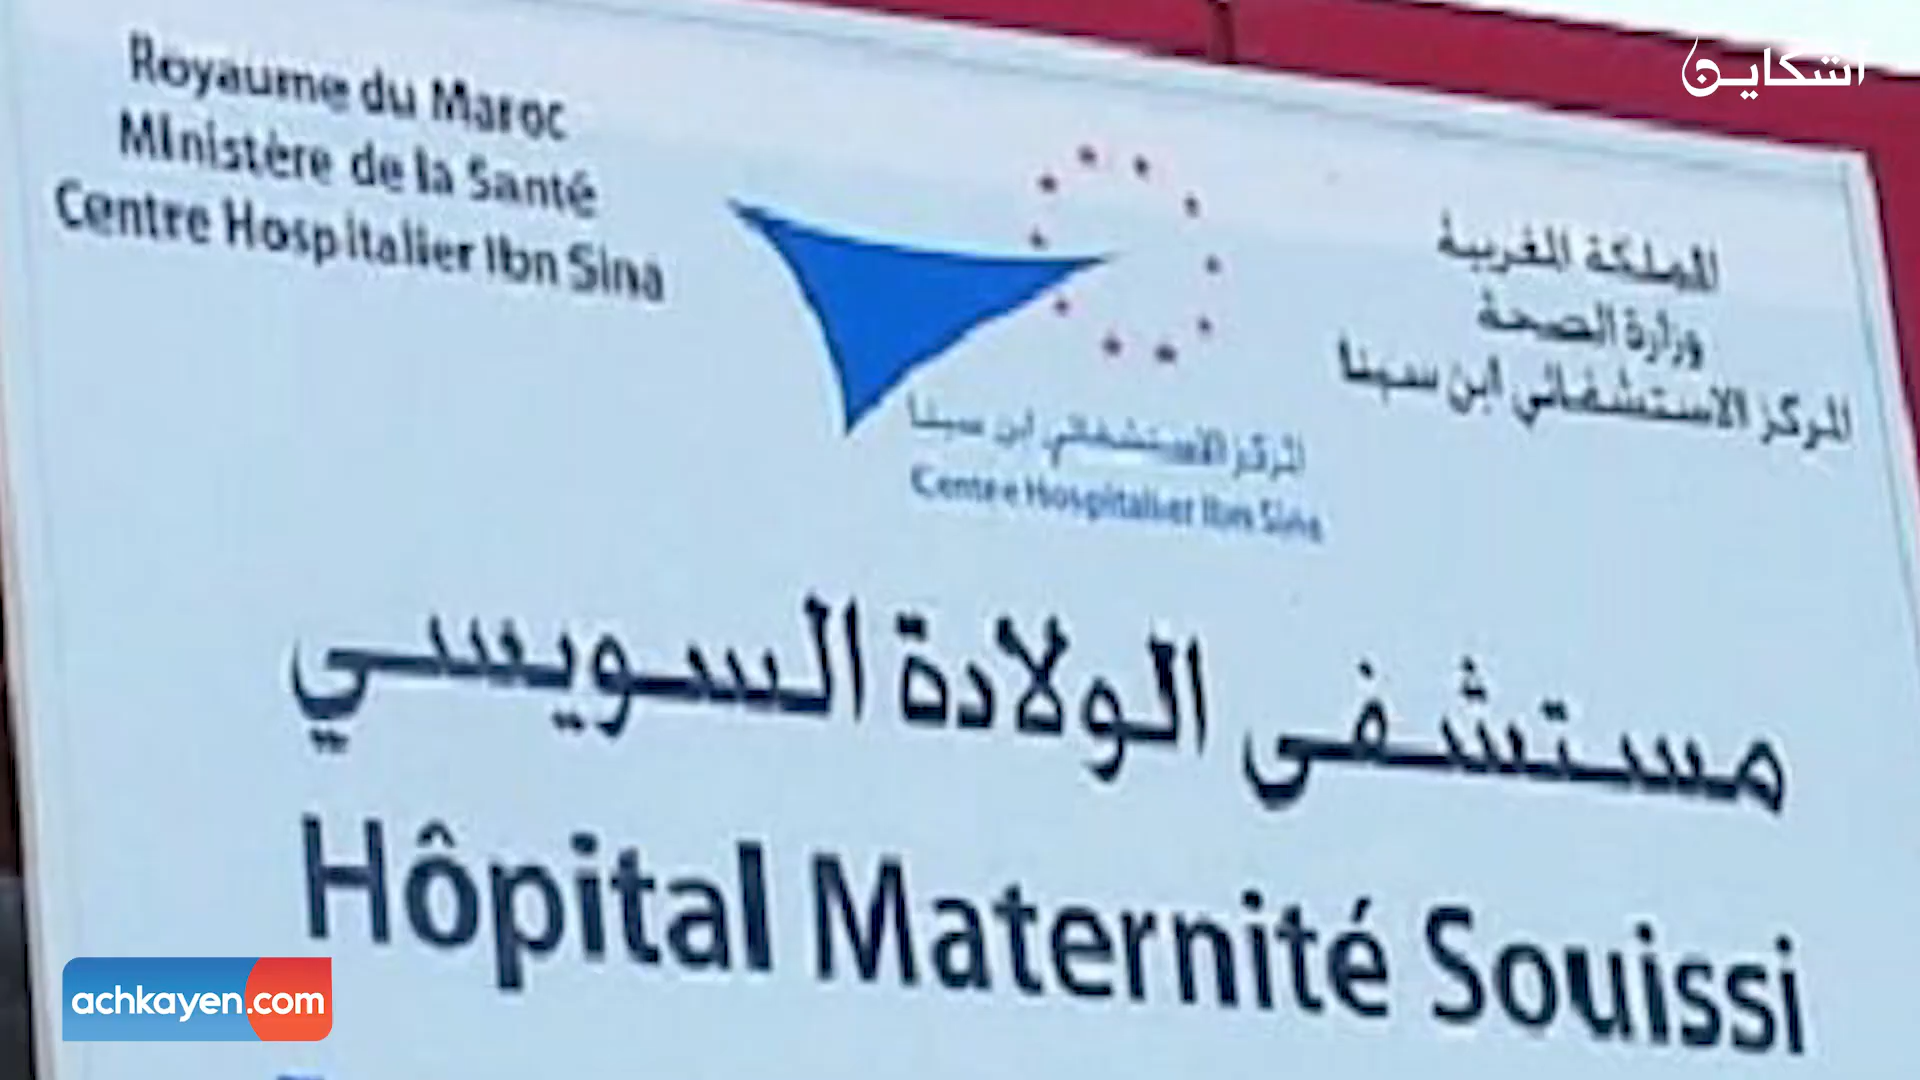 اشكاين
Royaume du Maroc
Ministère de la Santé
Centre Hospitalier Ibn Sina
المملكة المغربية
وزارة الصحة
المركز الاستشفائي ابن سينا
المركز الاستشفائي ابن سينا
Centre Hospitalier Ibn Sina
مستشفى الولادة السويسي
Hôpital Maternité Souissi
achkayen.com